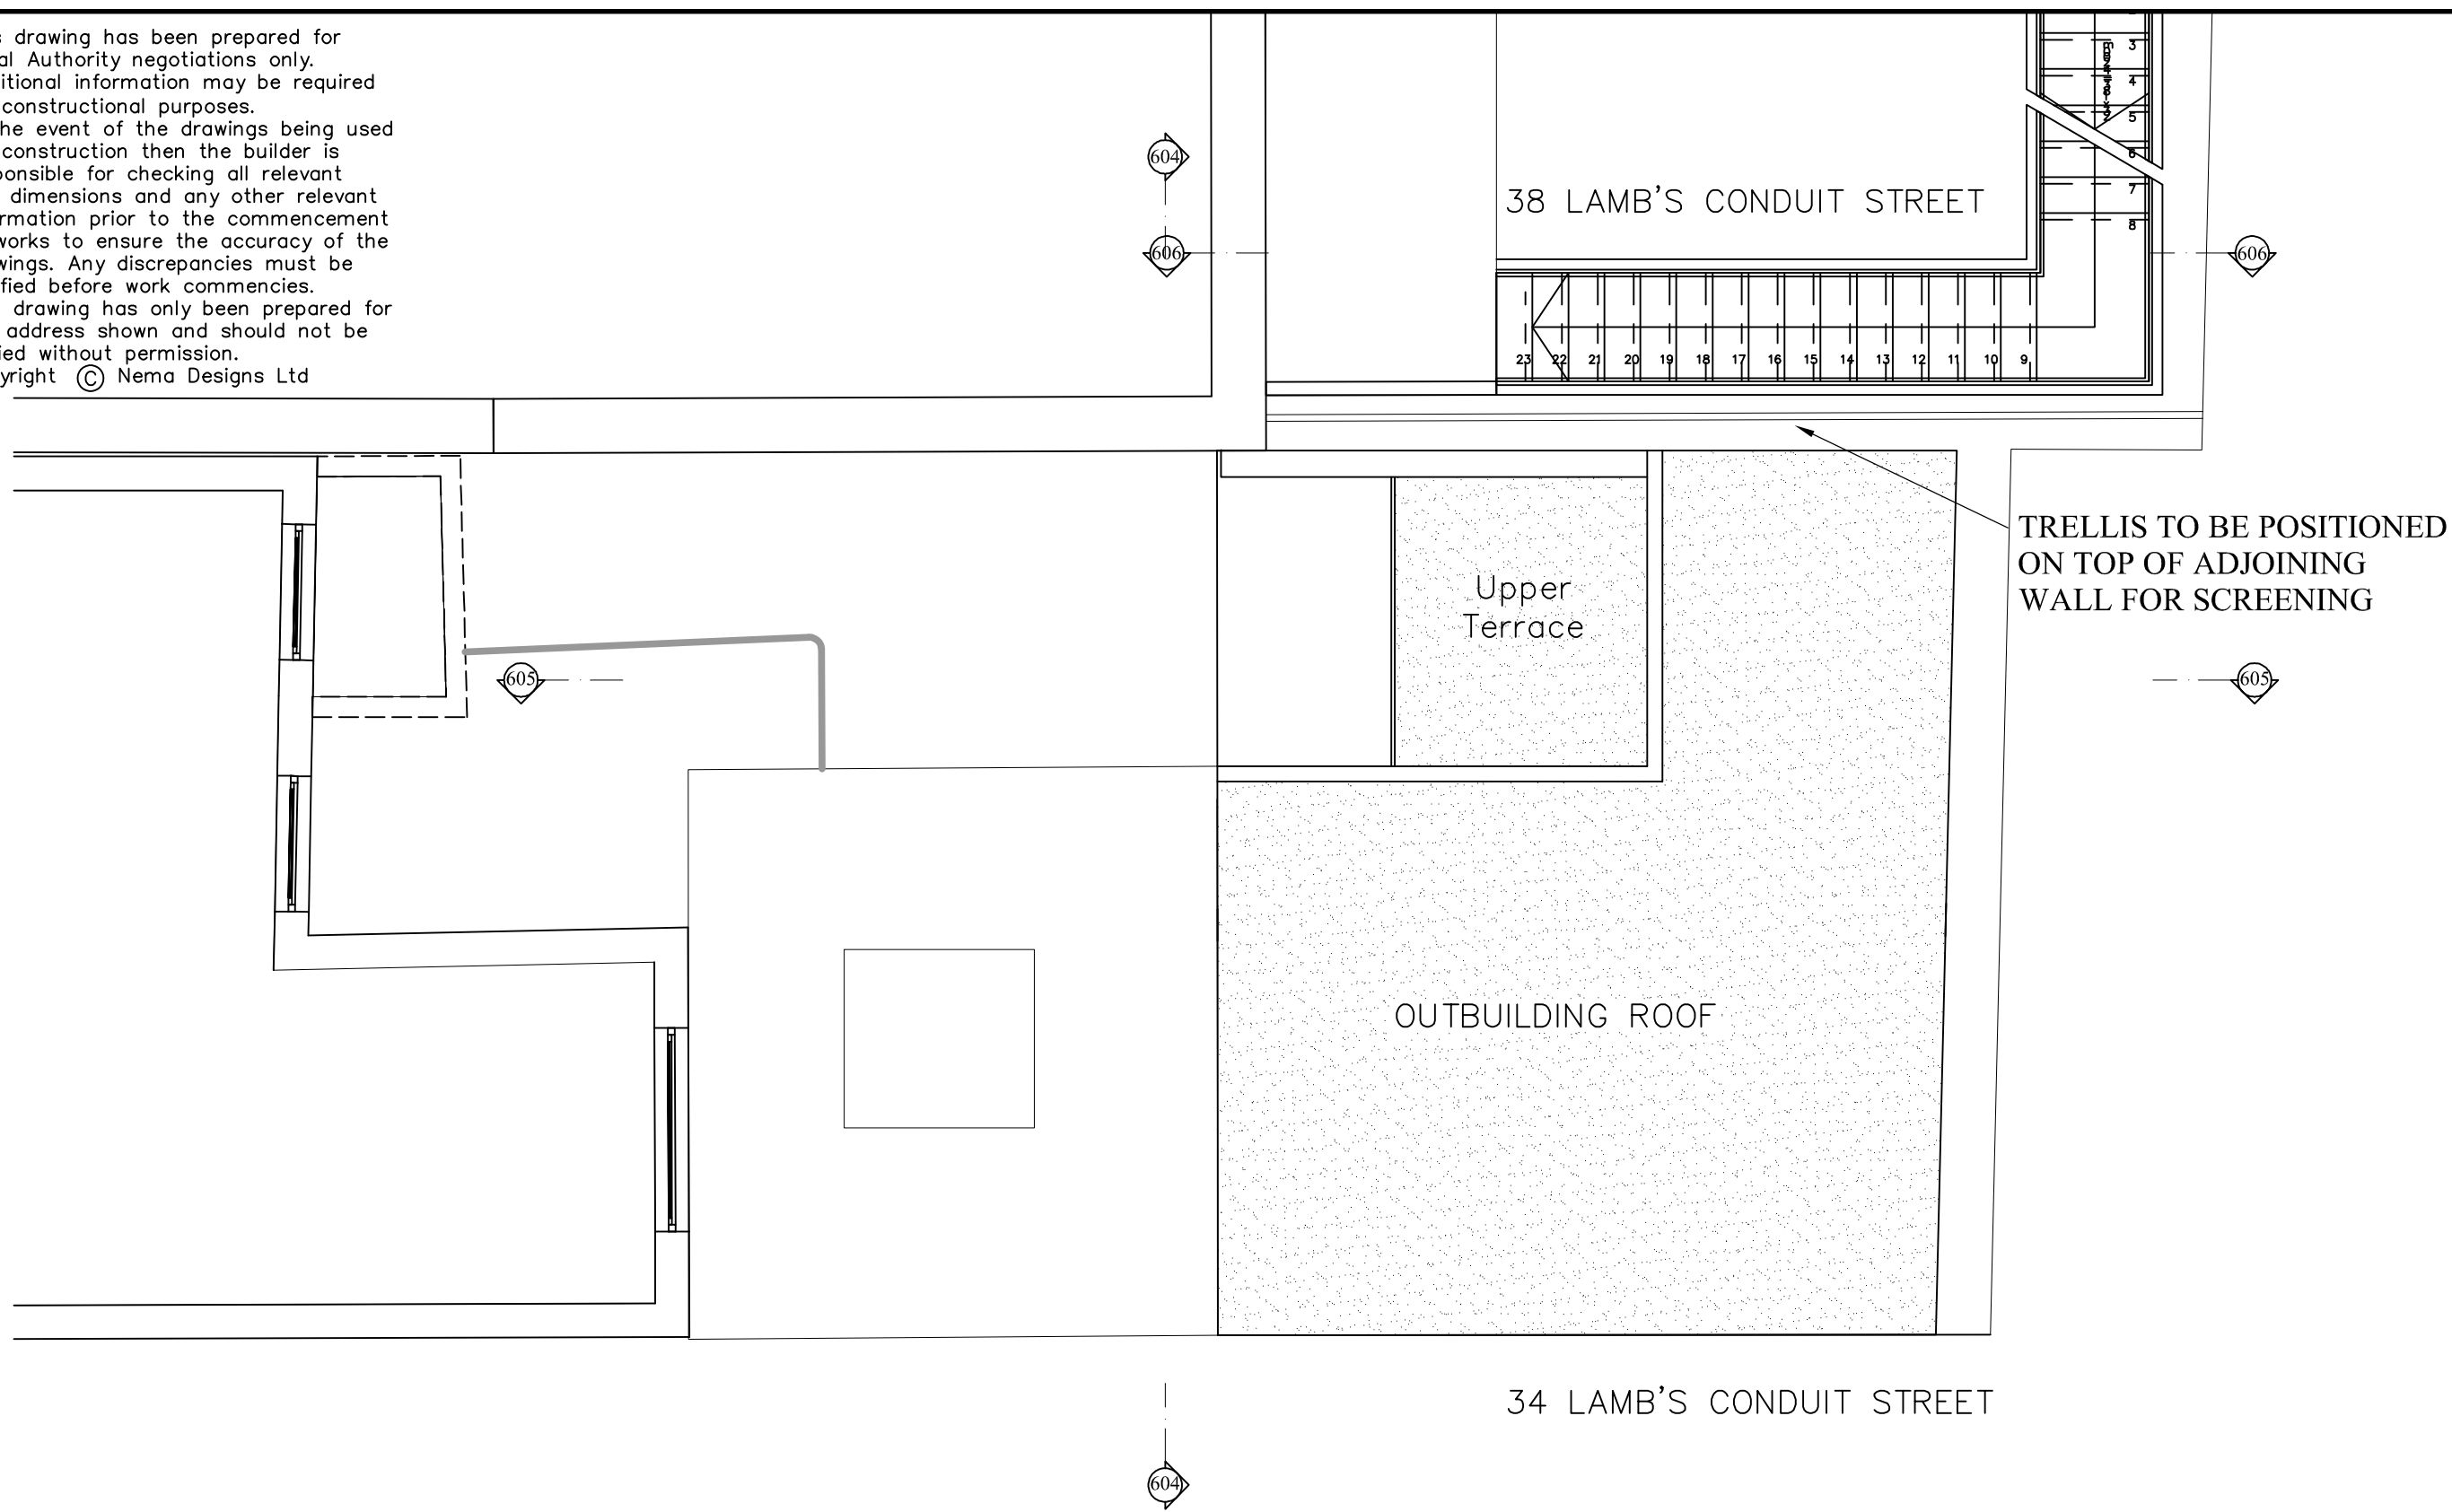 s drawing has been prepared for
al Authority negotiations only.
itional information may be required
constructional purposes.
he event of the drawings being used
construction then the builder is
ponsible for checking all relevant
dimensions and any other relevant
rmation prior to the commencement
works to ensure the accuracy of the
wings. Any discrepancies must be
fied before work commencies.
drawing has only been prepared for
address shown and should not be
ied without permission.
yright © Nema Designs Ltd
604
606
38 LAMB'S CONDUIT STREET
3
4
5
6
7
8
606
23 22 21 20 19 18 17 16 15 14 13 12 11 10 9
TRELLIS TO BE POSITIONED
ON TOP OF ADJOINING
WALL FOR SCREENING
Upper
Terrace
605
605
OUTBUILDING ROOF
34 LAMB'S CONDUIT STREET
604